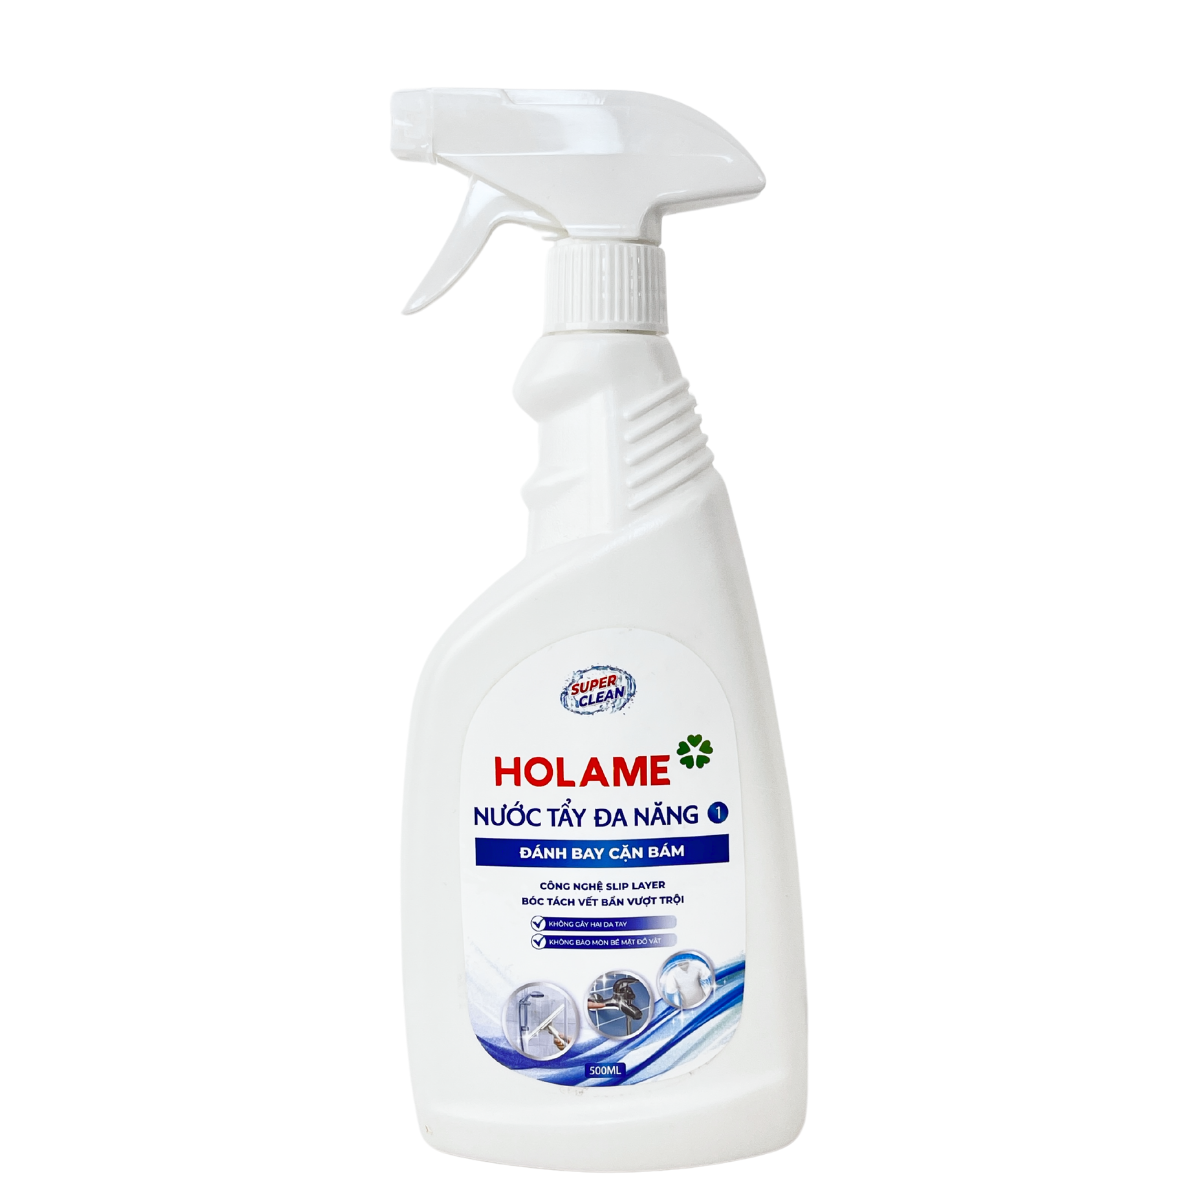 SUPER
CLEAN
HOLAME
NƯỚC TẨY ĐA NĂNG 1
ĐÁNH BAY CẶN BÁM
CÔNG NGHỆ SLIP LAYER
BÓC TÁCH VẾT BẨN VƯỢT TRỘI
KHÔNG GÂY HẠI DA TAY
KHÔNG BÀO MÒN BỀ MẶT ĐỒ VẬT
500ML